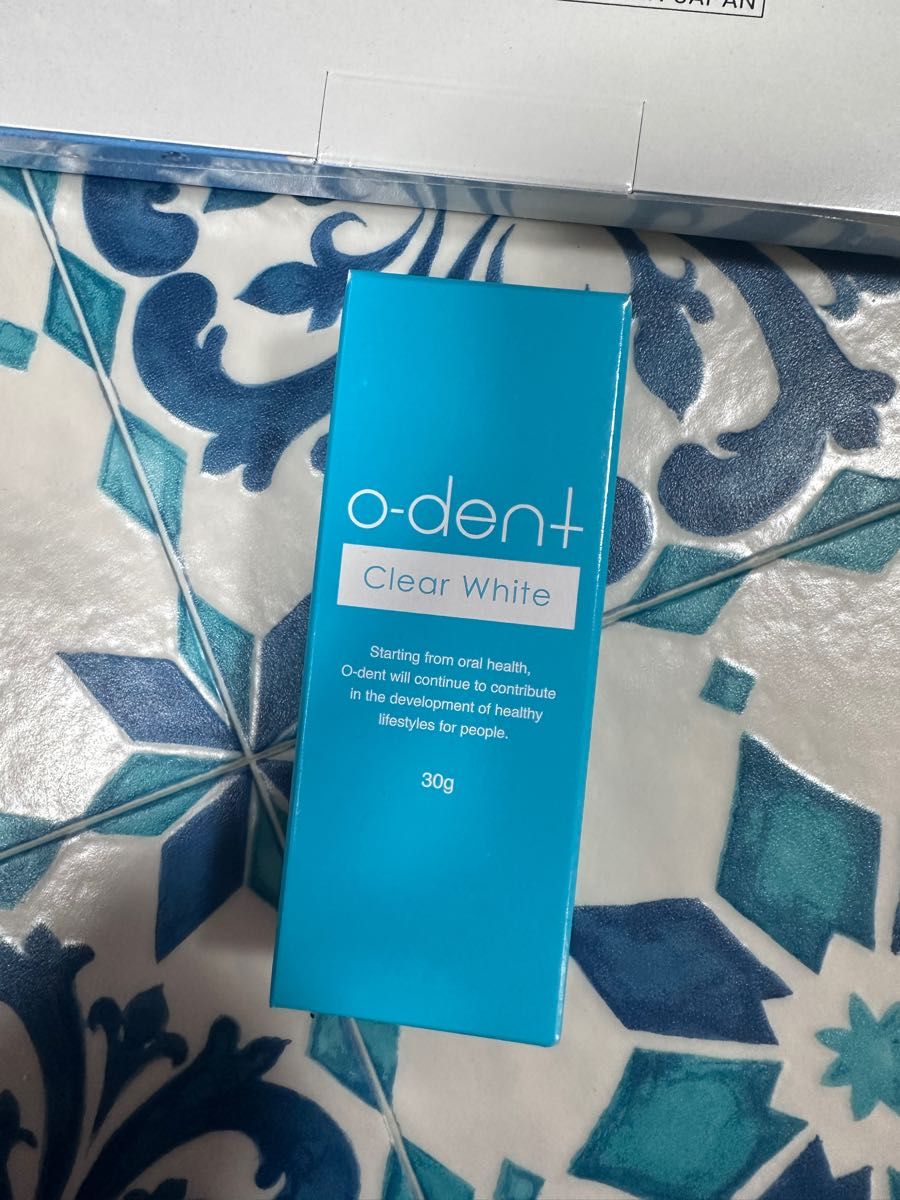 JAPAN
o-dent
Clear White
Starting from oral health,
O-dent will continue to contribute
in the development of healthy
lifestyles for people.
30g